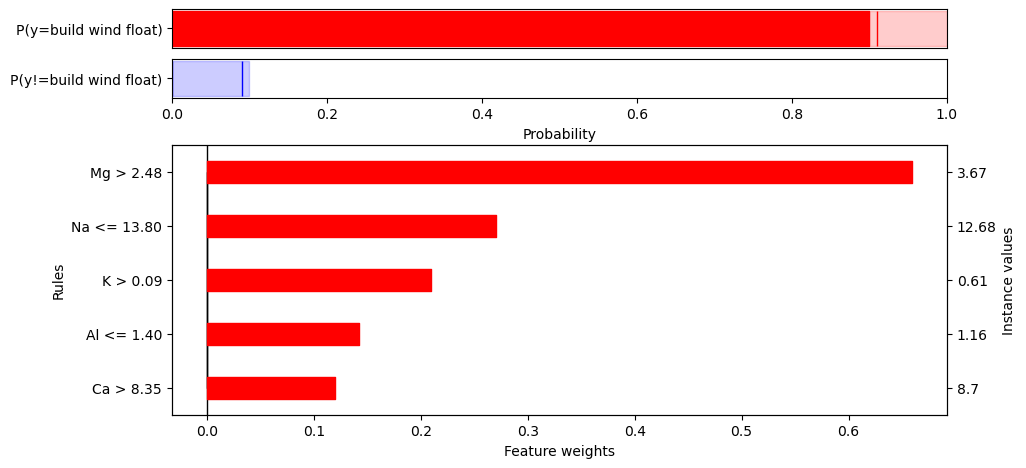 P(y=build wind float)
P(y!=build wind float)
0.0 0.2 0.4 0.6 0.8 1.0
Probability
Mg > 2.48 3.67
Na <= 13.80 12.68
K > 0.09 0.61
Al <= 1.40 1.16
Ca > 8.35 8.7
Rules
Instance values
0.0 0.1 0.2 0.3 0.4 0.5 0.6
Feature weights